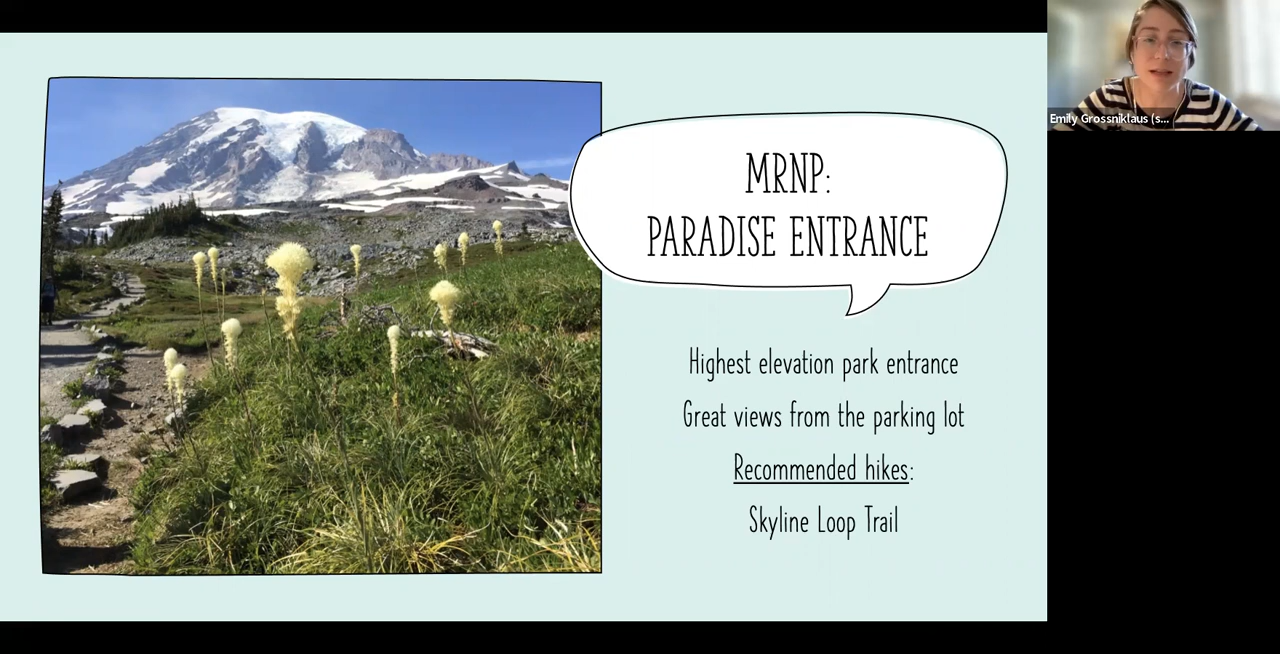 MRNP:
PARADISE ENTRANCE
Highest elevation park entrance
Great views from the parking lot
Recommended hikes:
Skyline Loop Trail
Emily Grossniklaus (s...